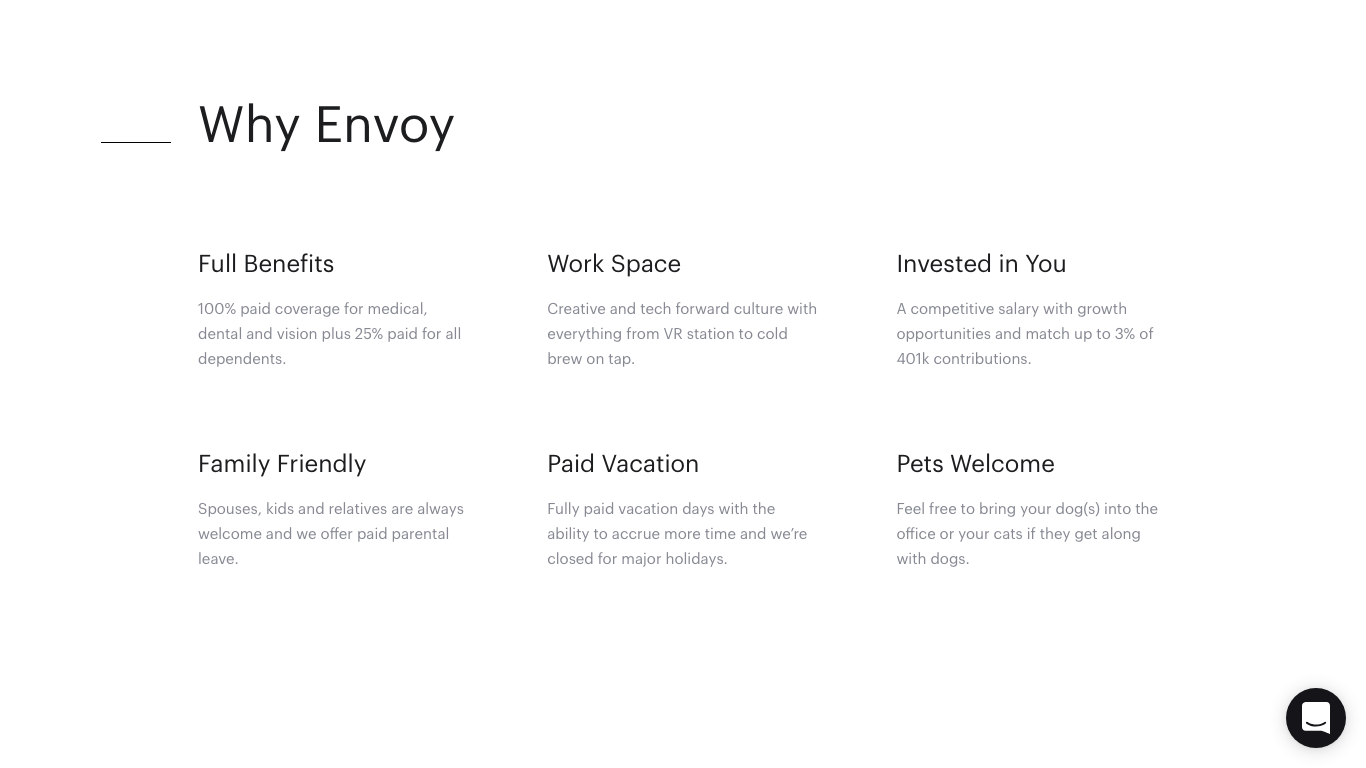 Why Envoy
Full Benefits
100% paid coverage for medical,
dental and vision plus 25% paid for all
dependents.
Work Space
Creative and tech forward culture with
everything from VR station to cold
brew on tap.
Invested in You
A competitive salary with growth
opportunities and match up to 3% of
401k contributions.
Family Friendly
Spouses, kids and relatives are always
welcome and we offer paid parental
leave.
Paid Vacation
Fully paid vacation days with the
ability to accrue more time and we’re
closed for major holidays.
Pets Welcome
Feel free to bring your dog(s) into the
office or your cats if they get along
with dogs.